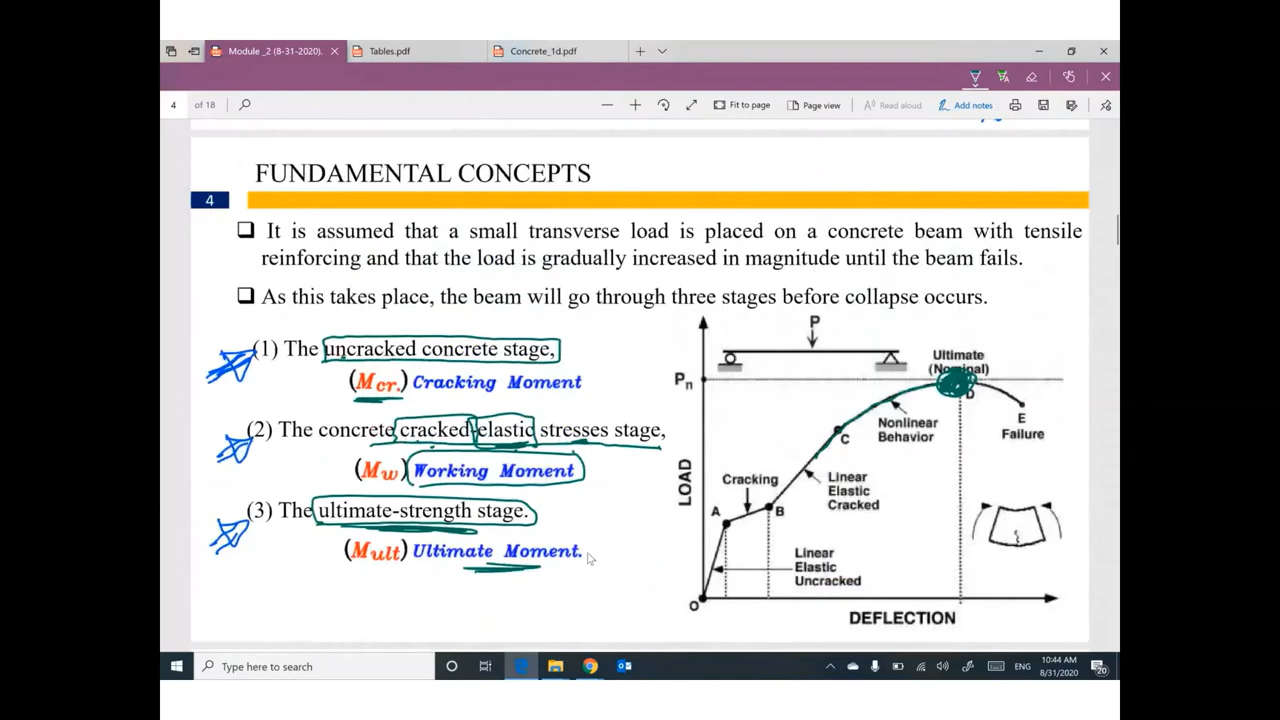 Module _2 (8-31-2020).
Tables.pdf
Concrete_1d.pdf
4 of 18
Fit to page
Page view
Read aloud
Add notes
FUNDAMENTAL CONCEPTS
4
It is assumed that a small transverse load is placed on a concrete beam with tensile
reinforcing and that the load is gradually increased in magnitude until the beam fails.
As this takes place, the beam will go through three stages before collapse occurs.
(1) The uncracked concrete stage,
(Mcr.) Cracking Moment
(2) The concrete cracked-elastic stresses stage,
(Mw) Working Moment
(3) The ultimate-strength stage.
(Mult) Ultimate Moment.
P
Ultimate
(Nominal)
Pn
D
E
Failure
Nonlinear
Behavior
C
LOAD
Cracking
Linear
Elastic
Cracked
A
B
Linear
Elastic
Uncracked
O
DEFLECTION
Type here to search
ENG
10:44 AM
8/31/2020
20